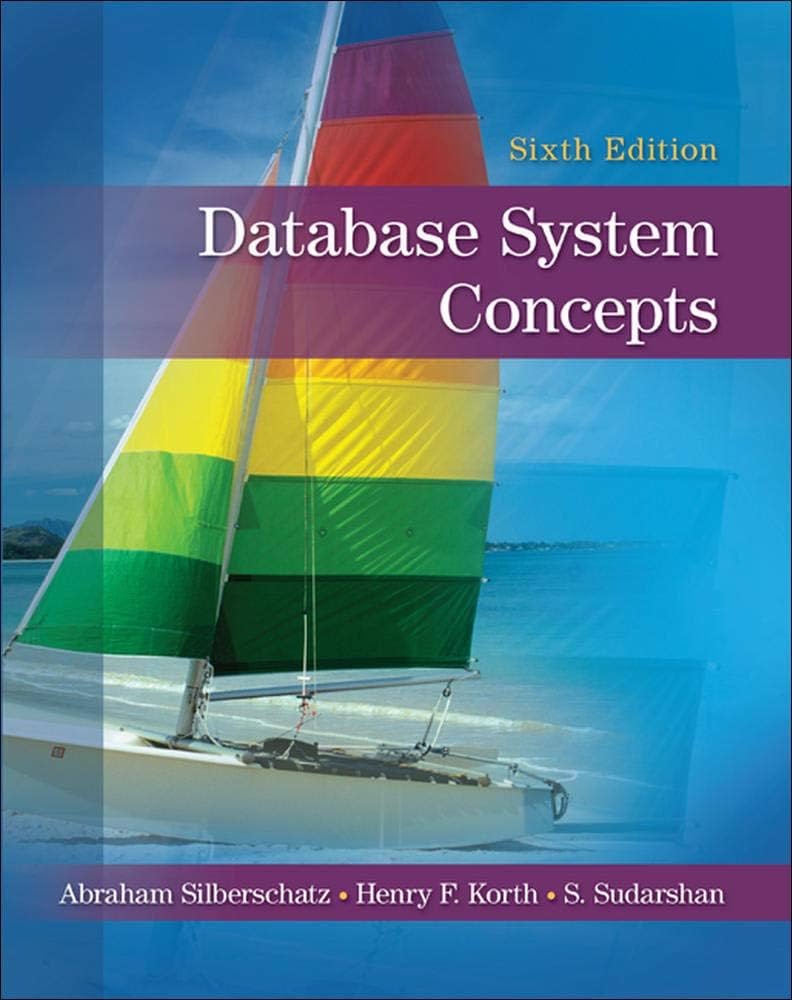 Sixth Edition
Database System
Concepts
Abraham Silberschatz • Henry F. Korth • S. Sudarshan